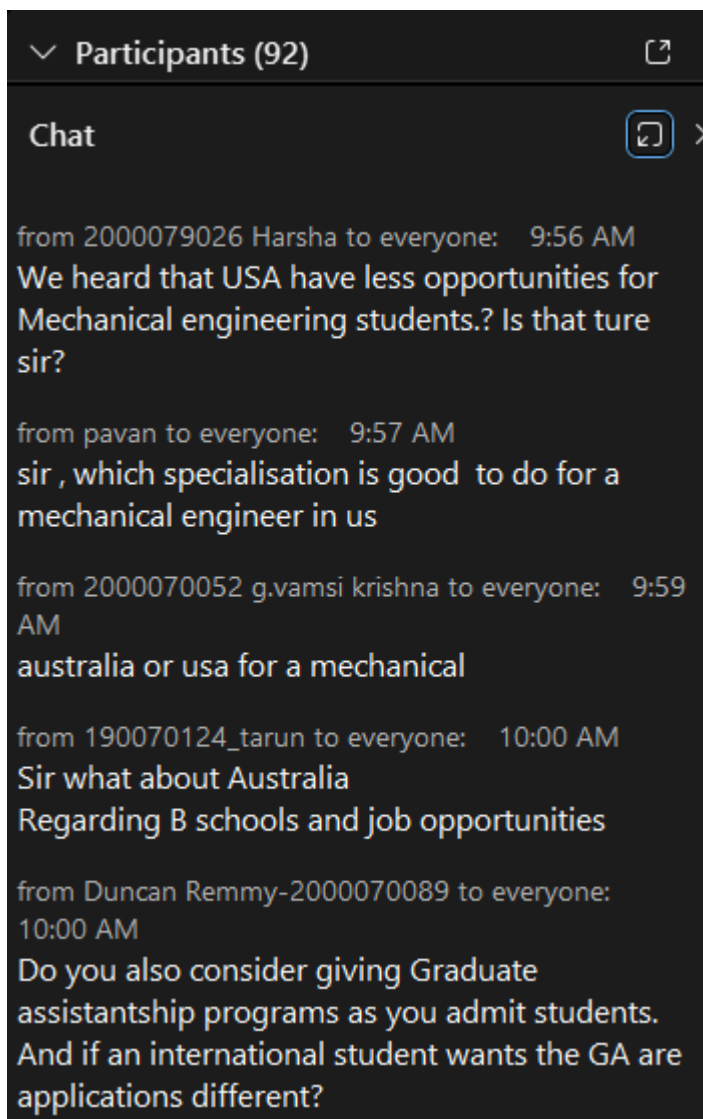 Participants (92)
Chat
from 2000079026 Harsha to everyone: 9:56 AM
We heard that USA have less opportunities for
Mechanical engineering students.? Is that ture
sir?
from pavan to everyone: 9:57 AM
sir , which specialisation is good to do for a
mechanical engineer in us
from 2000070052 g.vamsi krishna to everyone: 9:59
AM
australia or usa for a mechanical
from 190070124_tarun to everyone: 10:00 AM
Sir what about Australia
Regarding B schools and job opportunities
from Duncan Remmy-2000070089 to everyone:
10:00 AM
Do you also consider giving Graduate
assistantship programs as you admit students.
And if an international student wants the GA are
applications different?